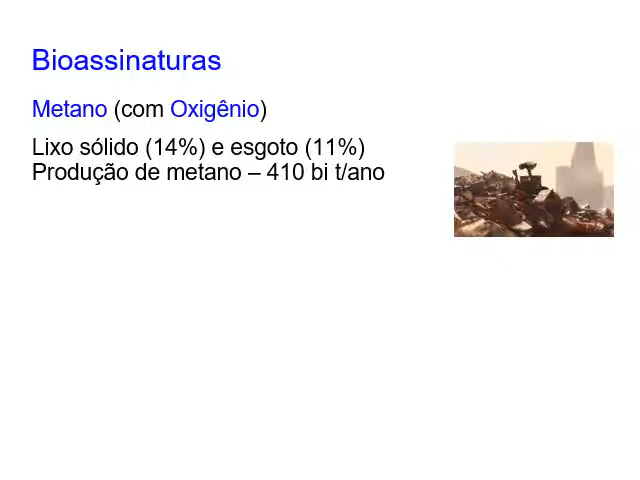 Bioassinaturas
Metano (com Oxigênio)
Lixo sólido (14%) e esgoto (11%)
Produção de metano – 410 bi t/ano